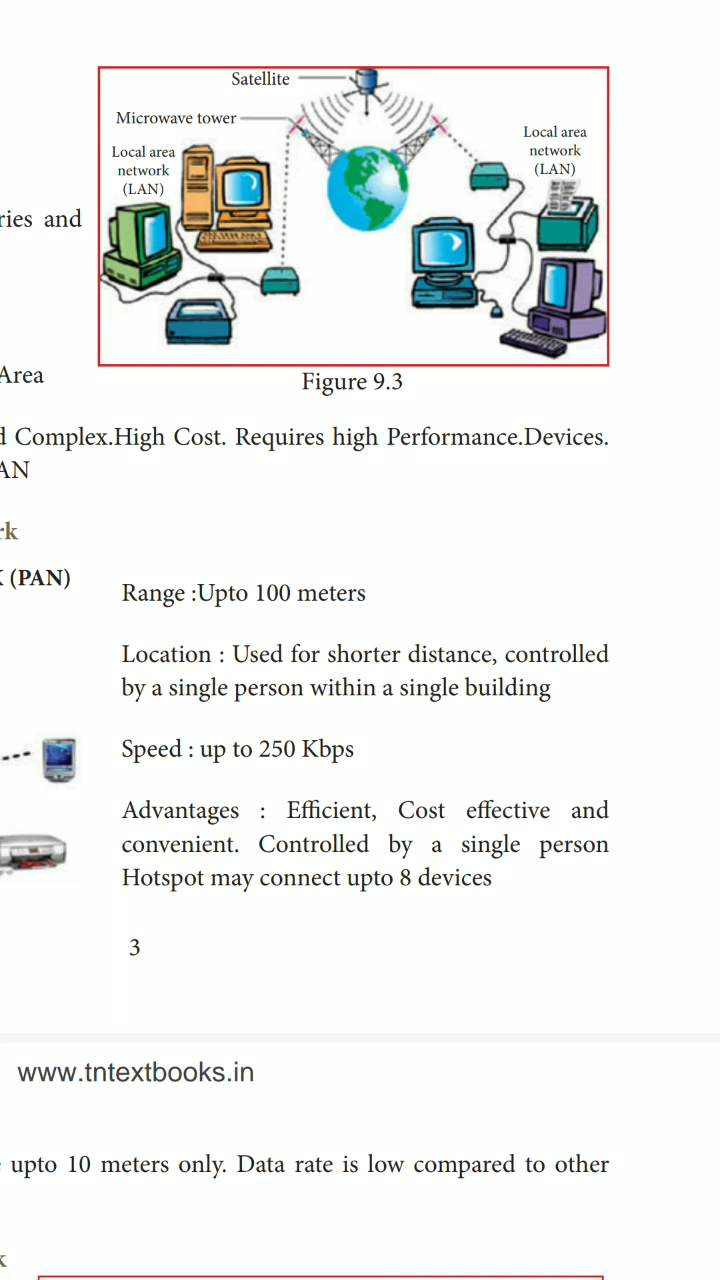 Satellite
Microwave tower
Local area
network
(LAN)
Local area
network
(LAN)
ries and
Area
Figure 9.3
d Complex.High Cost. Requires high Performance.Devices.
AN
rk
K (PAN)
Range :Upto 100 meters
Location : Used for shorter distance, controlled
by a single person within a single building
Speed : up to 250 Kbps
Advantages : Efficient, Cost effective and
convenient. Controlled by a single person
Hotspot may connect upto 8 devices
3
www.tntextbooks.in
upto 10 meters only. Data rate is low compared to other
k